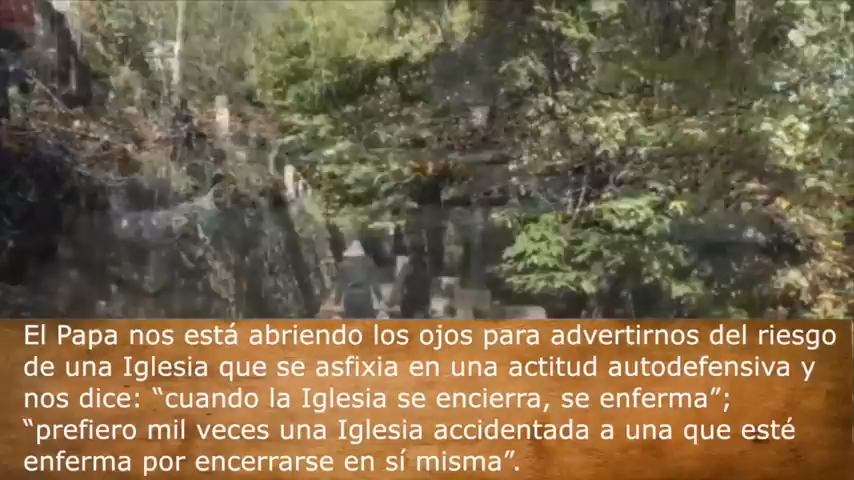 El Papa nos está abriendo los ojos para advertirnos del riesgo
de una Iglesia que se asfixia en una actitud autodefensiva y
nos dice: “cuando la Iglesia se encierra, se enferma”;
“prefiero mil veces una Iglesia accidentada a una que esté
enferma por encerrarse en sí misma”.